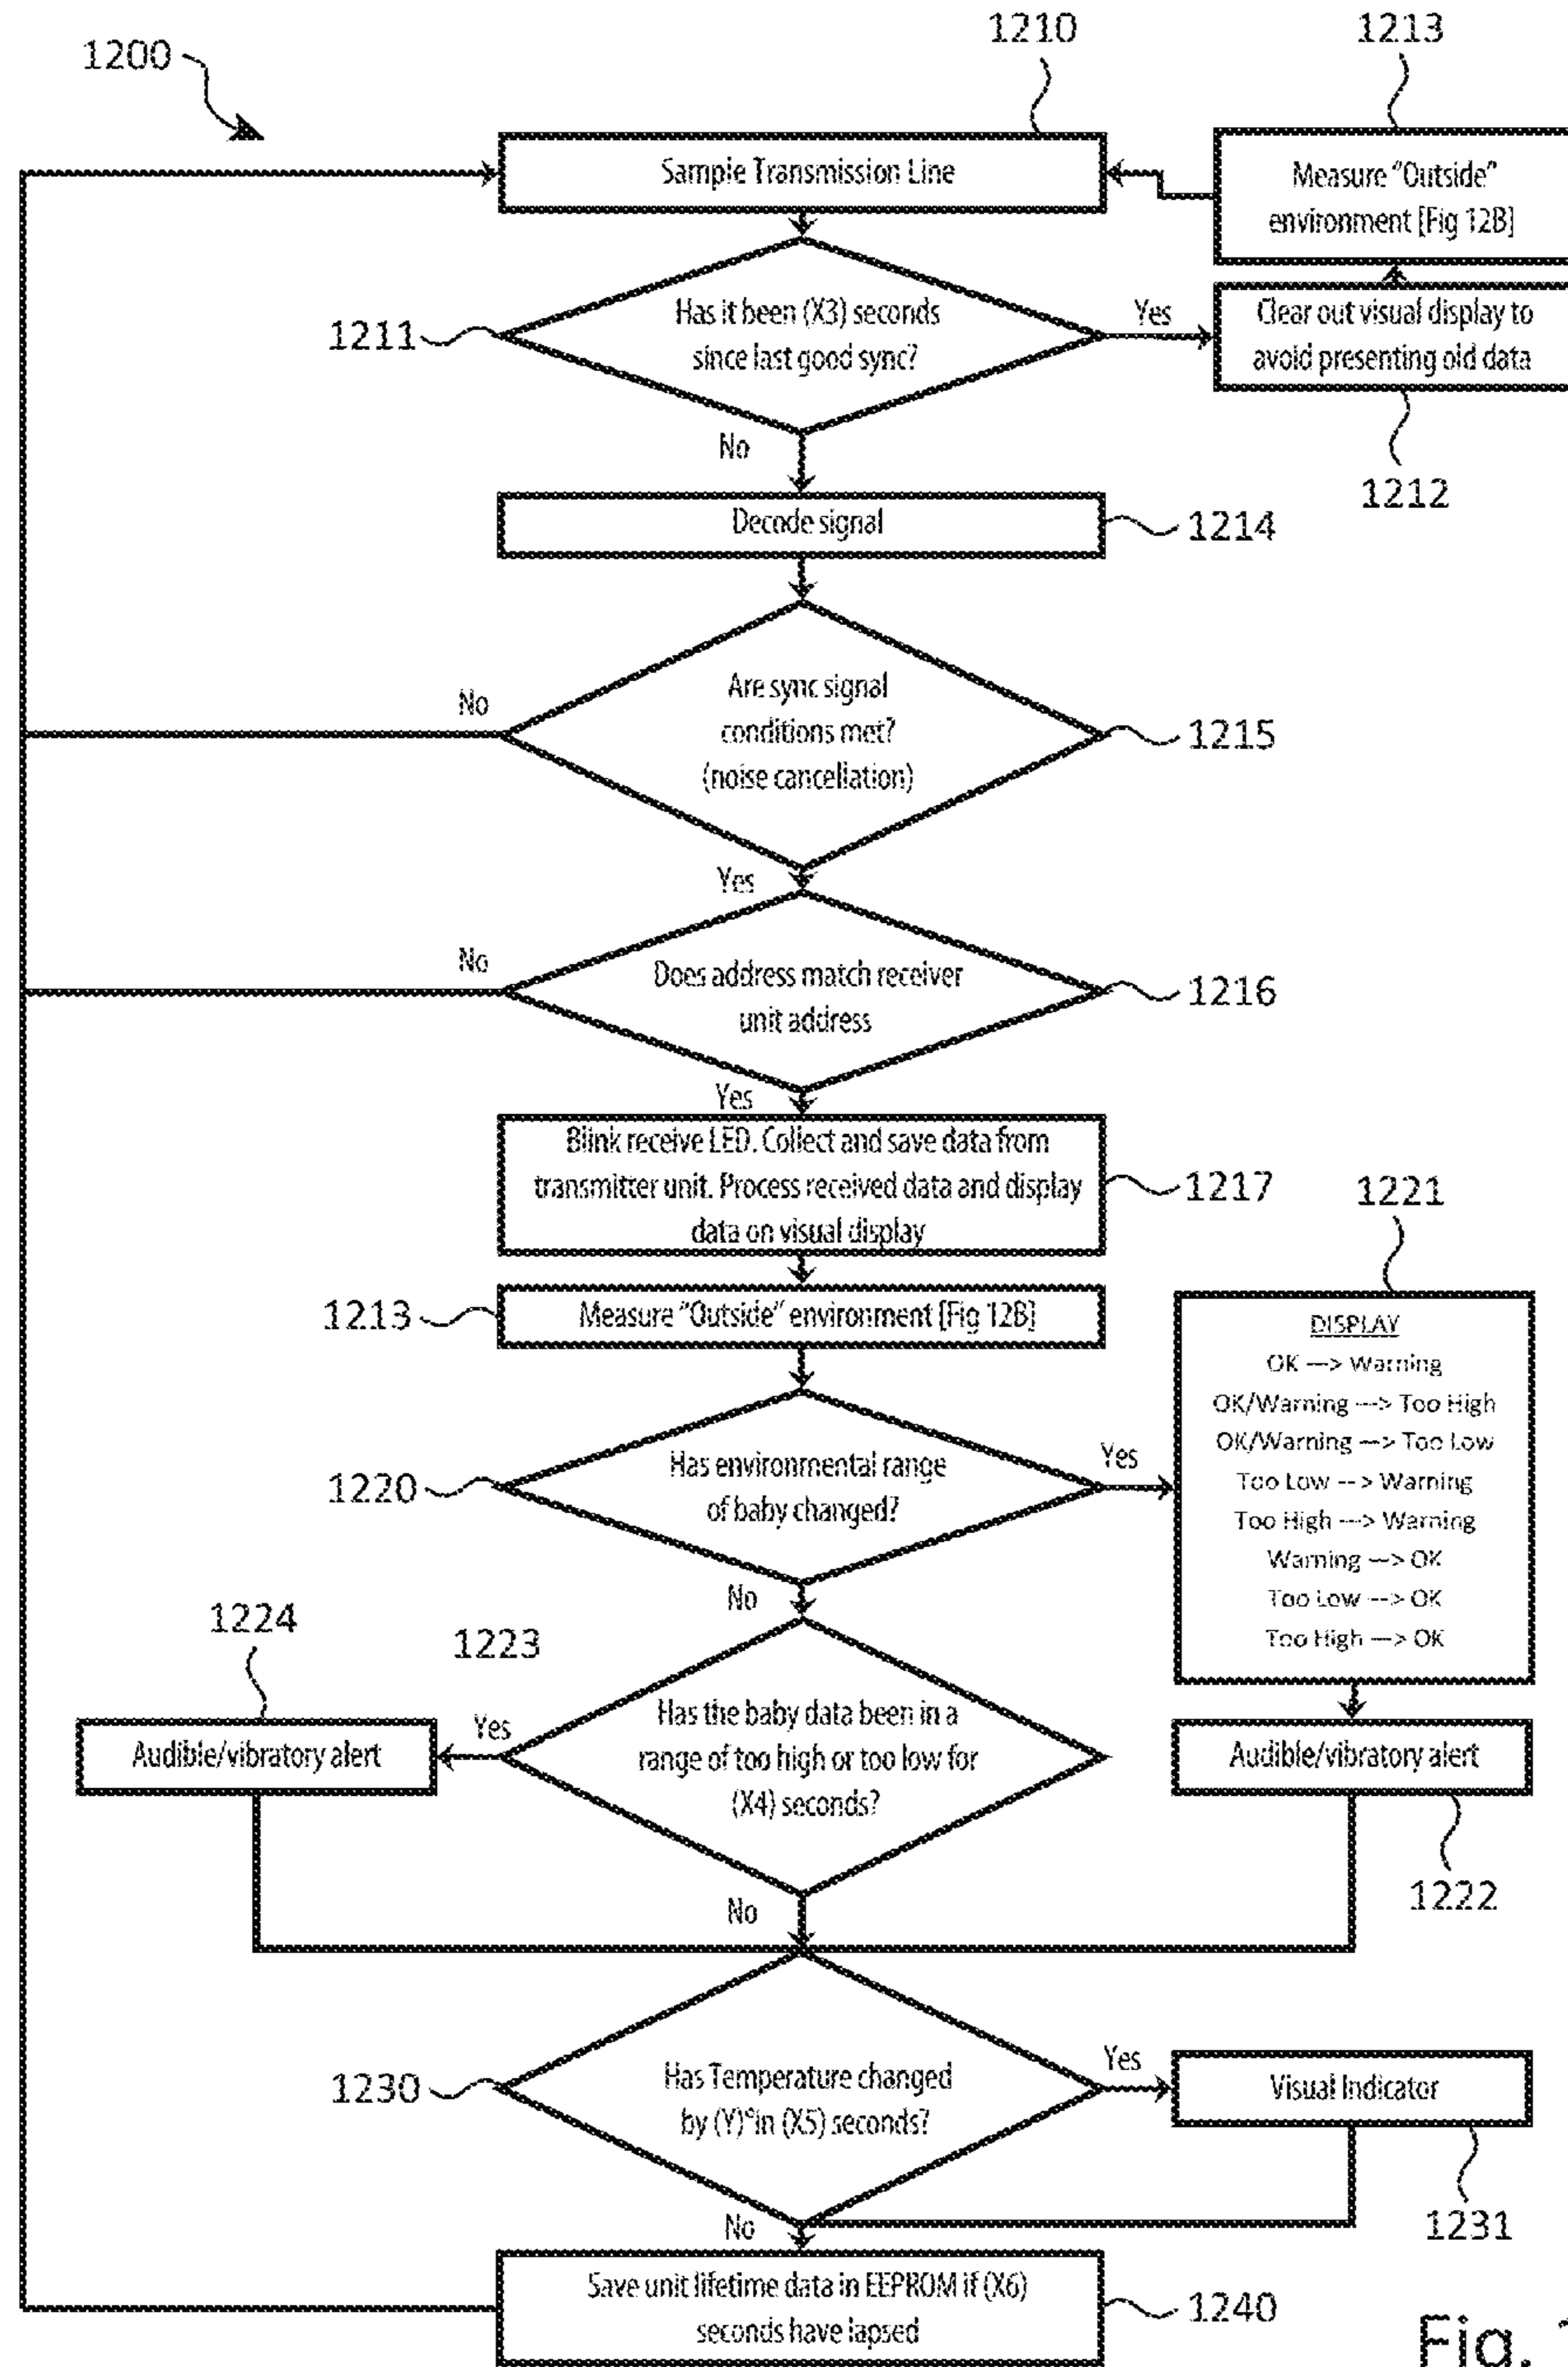 1200
1210
1213
Sample Transmission Line
Measure "Outside"
environment [Fig 12B]
1211
Has it been (X3) seconds
since last good sync?
Yes
Clear out visual display to
avoid presenting old data
No
1212
Decode signal
1214
Are sync signal
conditions met?
(noise cancellation)
No
1215
Yes
Does address match receiver
unit address
No
1216
Yes
Blink receive LED. Collect and save data from
transmitter unit. Process received data and display
data on visual display
1217
1221
1213
Measure "Outside" environment [Fig 12B]
DISPLAY
OK ---> Warning
OK/Warning ---> Too High
OK/Warning ---> Too Low
Too Low --> Warning
Too High ---> Warning
Warning ---> OK
Too Low --> OK
Too High ---> OK
1220
Has environmental range
of baby changed?
Yes
No
1224
1223
Has the baby data been in a
range of too high or too low for
(X4) seconds?
Yes
Audible/vibratory alert
Audible/vibratory alert
1222
No
1230
Has Temperature changed
by (Y)°in (X5) seconds?
Yes
Visual Indicator
1231
No
Save unit lifetime data in EEPROM if (X6)
seconds have lapsed
1240
Fig.